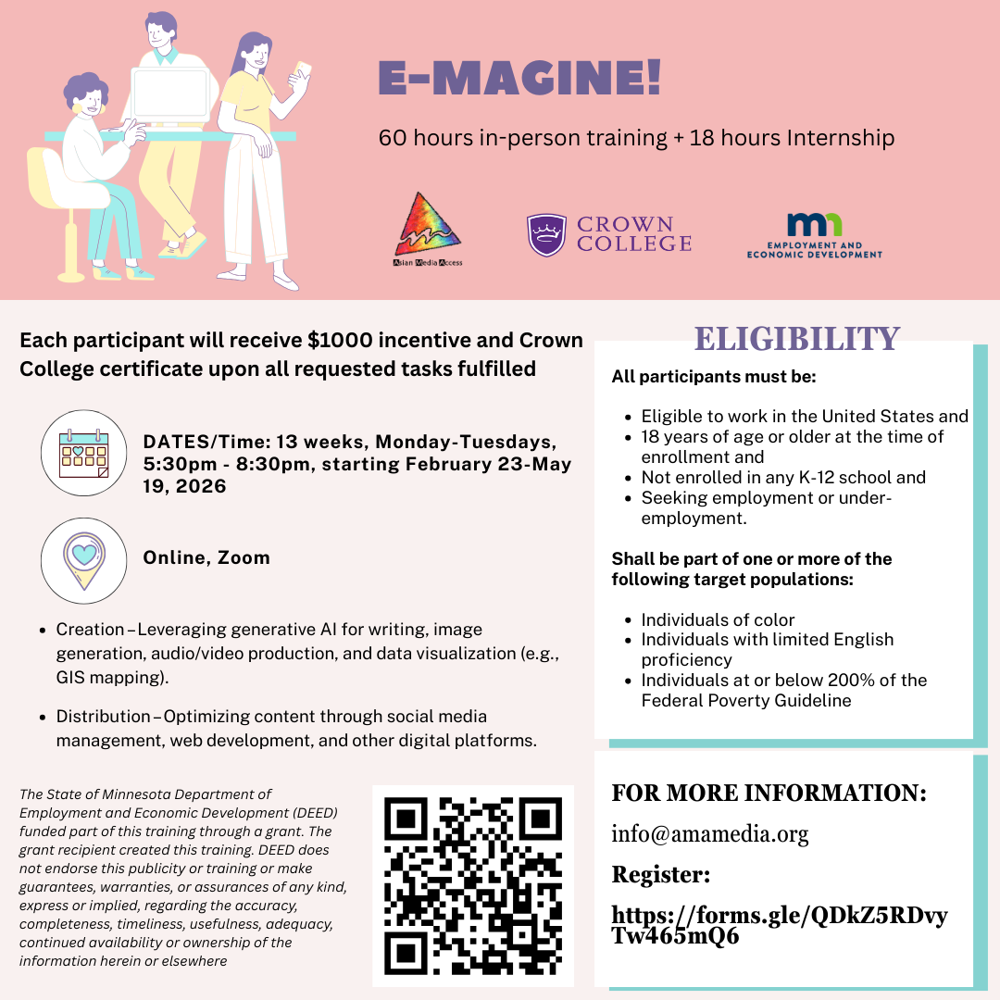 E-MAGINE!
60 hours in-person training + 18 hours Internship
Asian Media Access
CROWN
COLLEGE
mn
EMPLOYMENT AND
ECONOMIC DEVELOPMENT
Each participant will receive $1000 incentive and Crown
College certificate upon all requested tasks fulfilled
DATES/Time: 13 weeks, Monday-Tuesdays,
5:30pm - 8:30pm, starting February 23-May
19, 2026
Online, Zoom
• Creation – Leveraging generative AI for writing, image
generation, audio/video production, and data visualization (e.g.,
GIS mapping).
• Distribution – Optimizing content through social media
management, web development, and other digital platforms.
The State of Minnesota Department of
Employment and Economic Development (DEED)
funded part of this training through a grant. The
grant recipient created this training. DEED does
not endorse this publicity or training or make
guarantees, warranties, or assurances of any kind,
express or implied, regarding the accuracy,
completeness, timeliness, usefulness, adequacy,
continued availability or ownership of the
information herein or elsewhere
ELIGIBILITY
All participants must be:
• Eligible to work in the United States and
• 18 years of age or older at the time of
enrollment and
• Not enrolled in any K-12 school and
• Seeking employment or under-
employment.
Shall be part of one or more of the
following target populations:
• Individuals of color
• Individuals with limited English
proficiency
• Individuals at or below 200% of the
Federal Poverty Guideline
FOR MORE INFORMATION:
info@amamedia.org
Register:
https://forms.gle/QDkZ5RDvy
Tw465mQ6